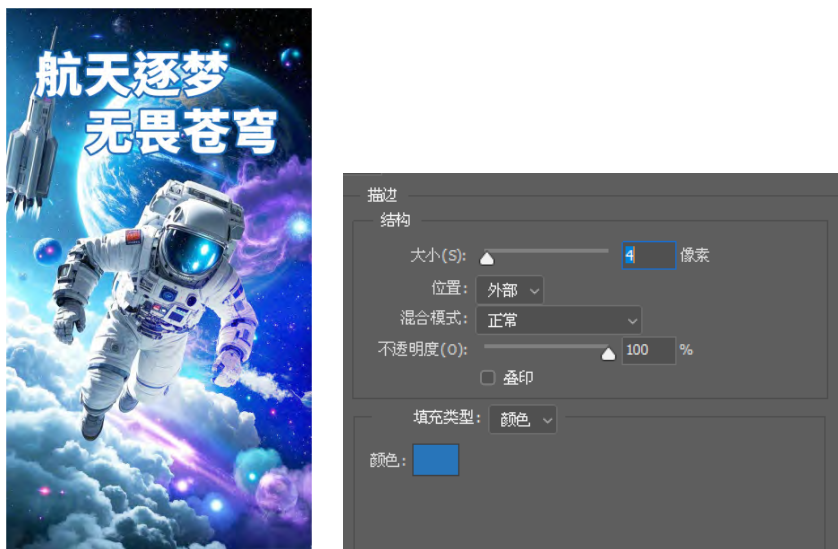 航天逐梦
无畏苍穹
描边
结构
大小(S): 4 像素
位置: 外部
混合模式: 正常
不透明度(O): 100 %
叠印
填充类型: 颜色
颜色: